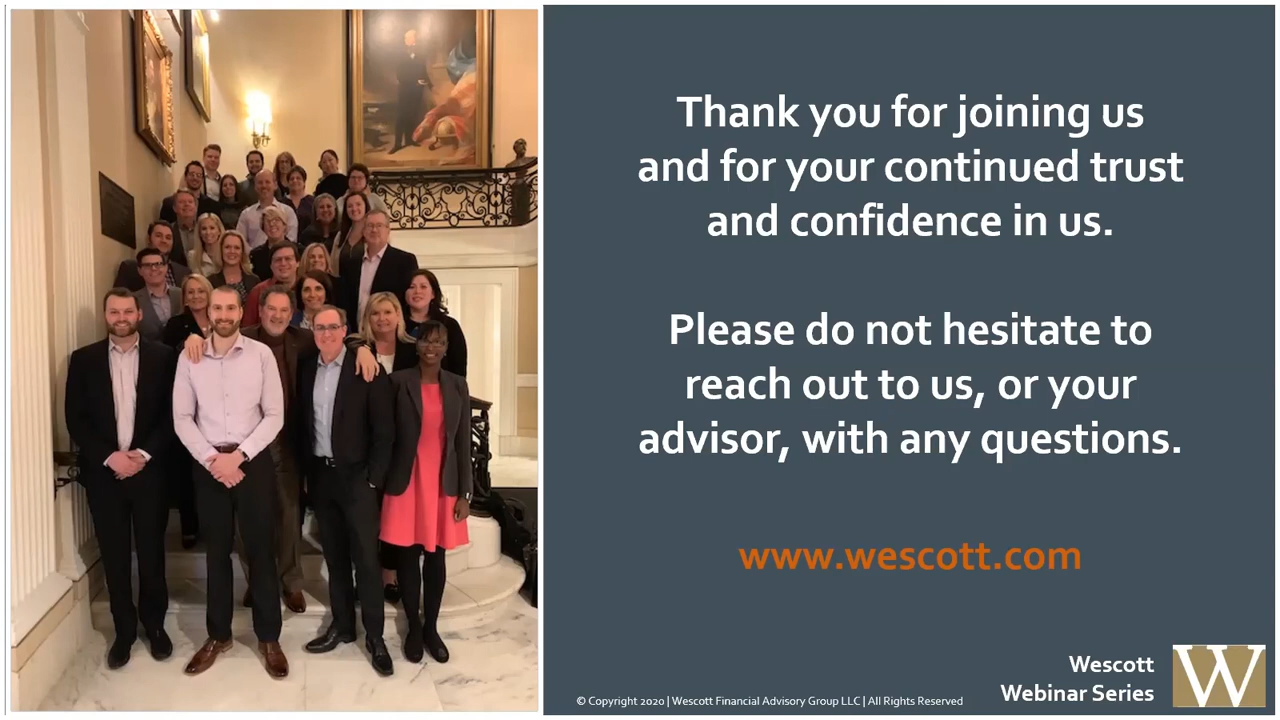 Thank you for joining us
and for your continued trust
and confidence in us.
Please do not hesitate to
reach out to us, or your
advisor, with any questions.
www.wescott.com
Wescott
Webinar Series
W
© Copyright 2020 | Wescott Financial Advisory Group LLC | All Rights Reserved